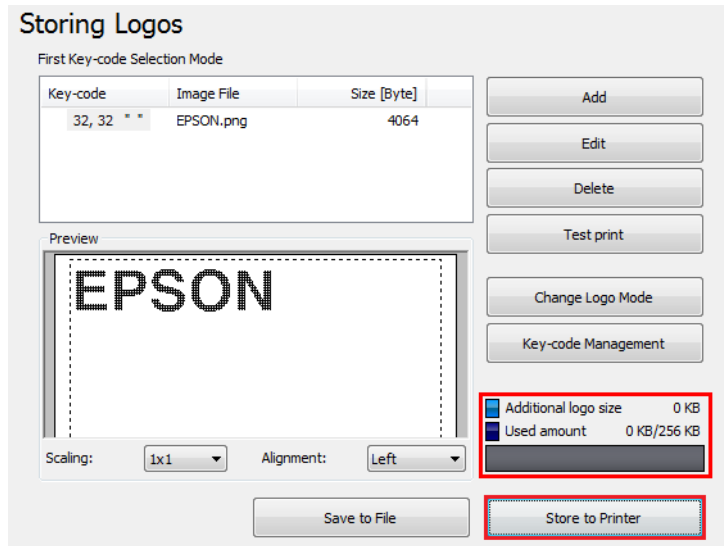 Storing Logos
First Key-code Selection Mode
Key-code Image File Size [Byte]
32, 32 " " EPSON.png 4064
Add
Edit
Delete
Test print
Preview
EPSON
Change Logo Mode
Key-code Management
Additional logo size 0 KB
Used amount 0 KB/256 KB
Scaling: 1x1 Alignment: Left
Save to File Store to Printer